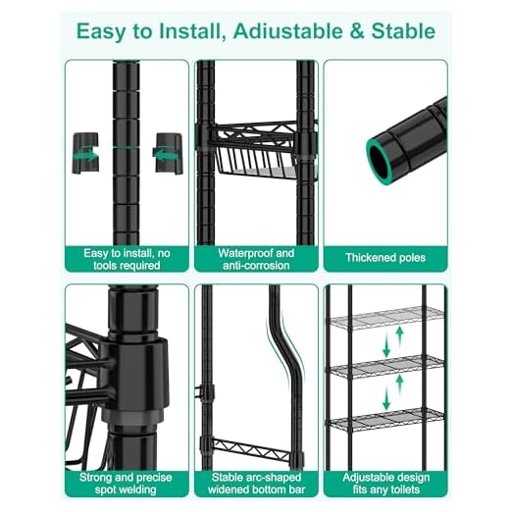 Easy to Install, Adiustable & Stable
Easy to install, no
tools required
Waterproof and
anti-corrosion
Thickened poles
Strong and precise
spot welding
Stable arc-shaped
widened bottom bar
Adjustable design
fits any toilets